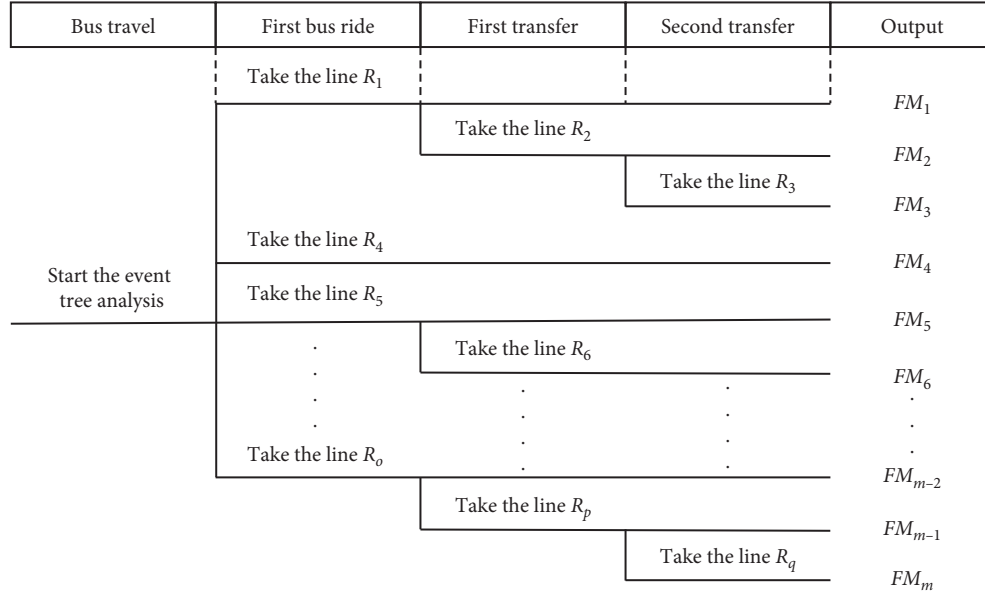 Bus travel First bus ride First transfer Second transfer Output
Take the line R1
FM1
Take the line R2
FM2
Take the line R3
FM3
Take the line R4
FM4
Start the event
tree analysis
Take the line R5
FM5
Take the line R6
FM6
Take the line Ro
FMm–2
Take the line Rp
FMm–1
Take the line Rq
FMm